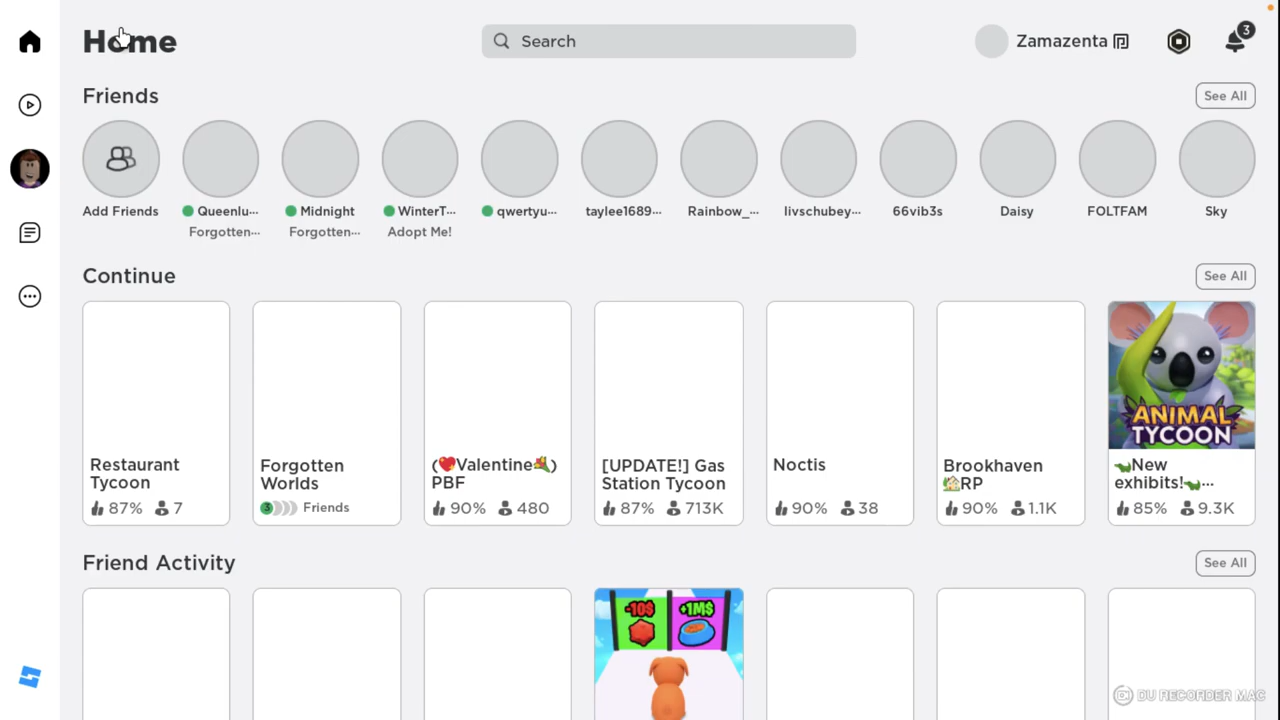 Home
Search
Zamazenta
3
Friends
See All
Add Friends
Queenlu...
Midnight
WinterT...
qwertyu...
taylee1689...
Rainbow_...
livschubey...
66vib3s
Daisy
FOLTFAM
Sky
Forgotten...
Forgotten...
Adopt Me!
Continue
See All
ANIMAL
TYCOON
Restaurant
Tycoon
87% 7
Forgotten
Worlds
3 Friends
(💖Valentine💐)
PBF
90% 480
[UPDATE!] Gas
Station Tycoon
87% 713K
Noctis
90% 38
Brookhaven
🏡RP
90% 1.1K
🦎New
exhibits!🦎...
85% 9.3K
Friend Activity
See All
-10$
+1M$
DU RECORDER MAC